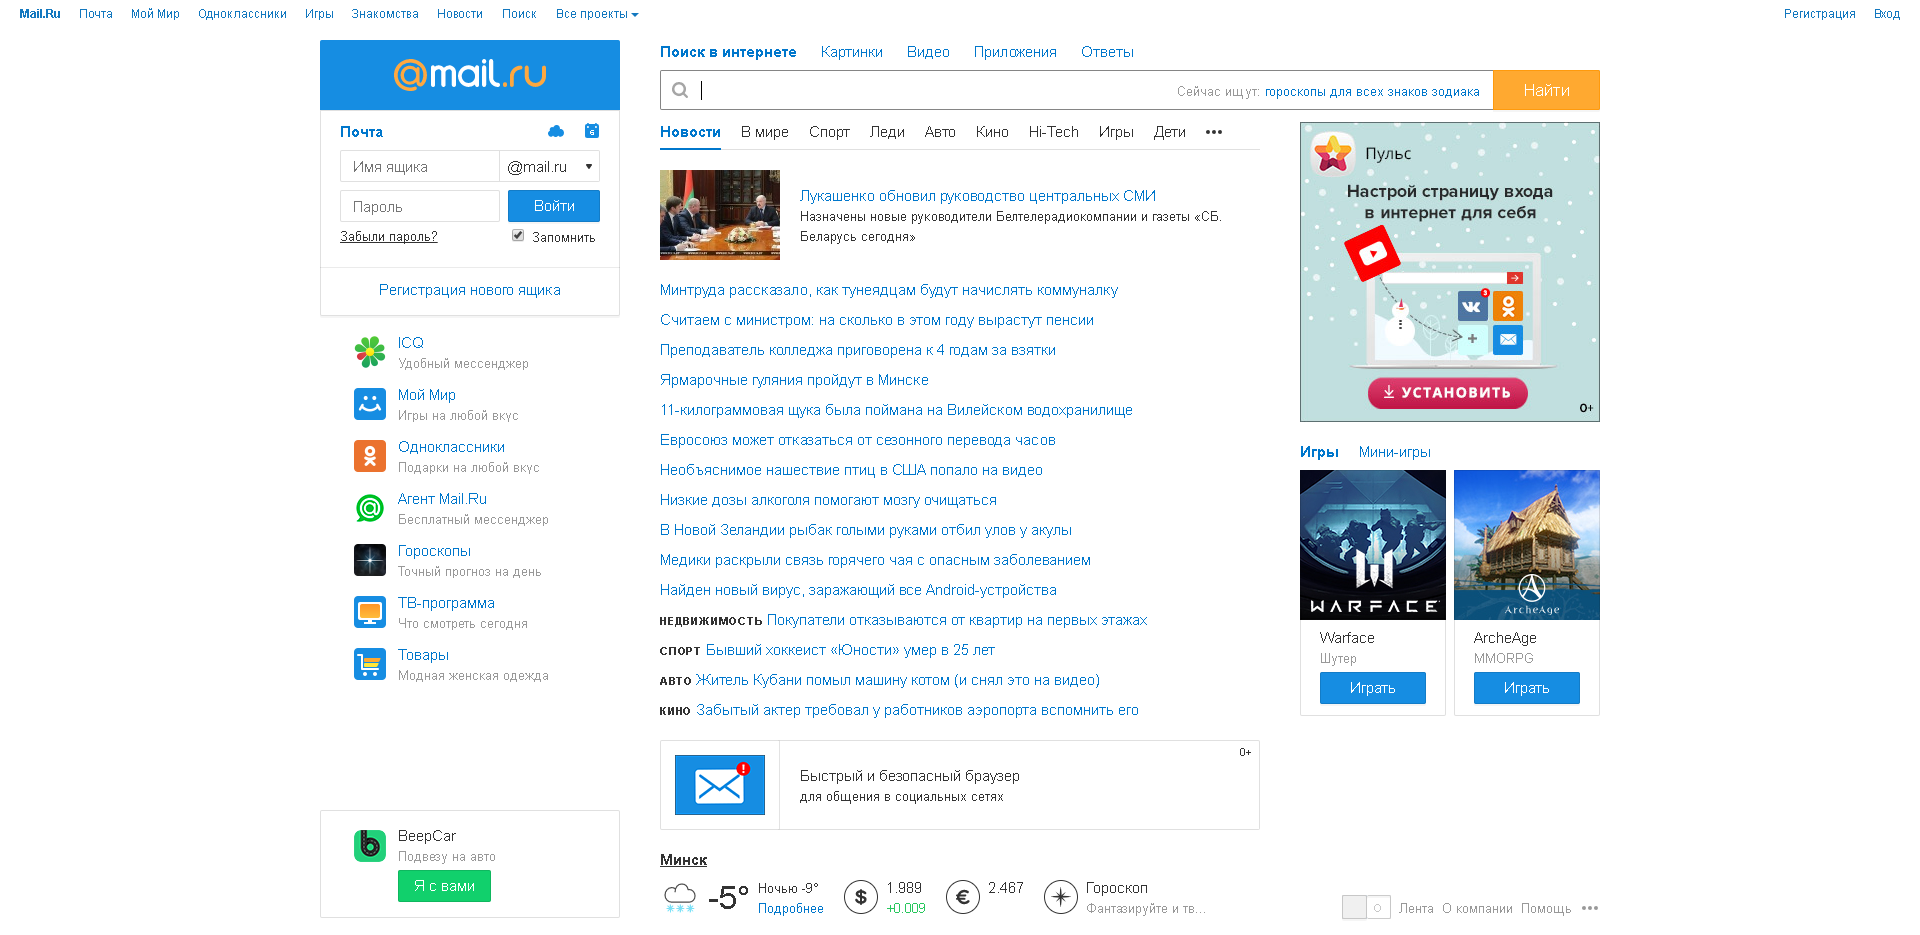 Mail.Ru Почта Мой Мир Одноклассники Игры Знакомства Новости Поиск Все проекты Регистрация Вход
@mail.ru
Почта
6
Имя ящика @mail.ru
Пароль Войти
Забыли пароль? Запомнить
Регистрация нового ящика
ICQ
Удобный мессенджер
Мой Мир
Игры на любой вкус
Одноклассники
Подарки на любой вкус
Агент Mail.Ru
Бесплатный мессенджер
Гороскопы
Точный прогноз на день
ТВ-программа
Что смотреть сегодня
Товары
Модная женская одежда
BeepCar
Подвезу на авто
Я с вами
Поиск в интернете Картинки Видео Приложения Ответы
Сейчас ищут: гороскопы для всех знаков зодиака Найти
Новости В мире Спорт Леди Авто Кино Hi-Tech Игры Дети •••
Лукашенко обновил руководство центральных СМИ
Назначены новые руководители Белтелерадиокомпании и газеты «СБ.
Беларусь сегодня»
Минтруда рассказало, как тунеядцам будут начислять коммуналку
Считаем с министром: на сколько в этом году вырастут пенсии
Преподаватель колледжа приговорена к 4 годам за взятки
Ярмарочные гуляния пройдут в Минске
11-килограммовая щука была поймана на Вилейском водохранилище
Евросоюз может отказаться от сезонного перевода часов
Необъяснимое нашествие птиц в США попало на видео
Низкие дозы алкоголя помогают мозгу очищаться
В Новой Зеландии рыбак голыми руками отбил улов у акулы
Медики раскрыли связь горячего чая с опасным заболеванием
Найден новый вирус, заражающий все Android-устройства
НЕДВИЖИМОСТЬ Покупатели отказываются от квартир на первых этажах
СПОРТ Бывший хоккеист «Юности» умер в 25 лет
АВТО Житель Кубани помыл машину котом (и снял это на видео)
КИНО Забытый актер требовал у работников аэропорта вспомнить его
0+
Быстрый и безопасный браузер
для общения в социальных сетях
Минск
-5° Ночью -9° $ 1.989 € 2.467 Гороскоп
Подробнее +0.009 Фантазируйте и тв...
Пульс
Настрой страницу входа
в интернет для себя
3
УСТАНОВИТЬ
0+
Игры Мини-игры
WARFACE
ARCHEAGE
Warface ArcheAge
Шутер MMORPG
Играть Играть
Лента О компании Помощь •••